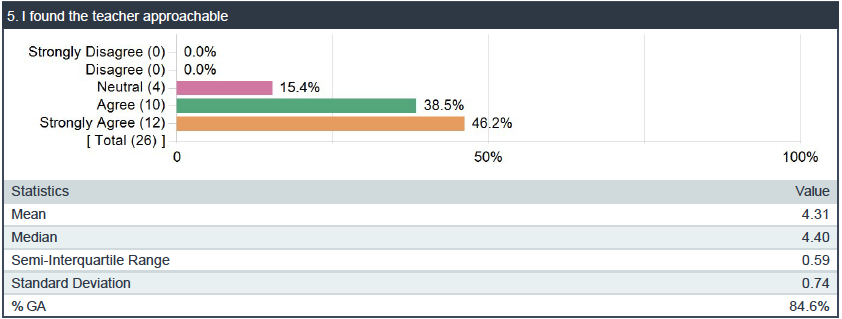 5. I found the teacher approachable
Strongly Disagree (0) 0.0%
Disagree (0) 0.0%
Neutral (4) 15.4%
Agree (10) 38.5%
Strongly Agree (12) 46.2%
[ Total (26) ]
0 50% 100%
Statistics Value
Mean 4.31
Median 4.40
Semi-Interquartile Range 0.59
Standard Deviation 0.74
% GA 84.6%